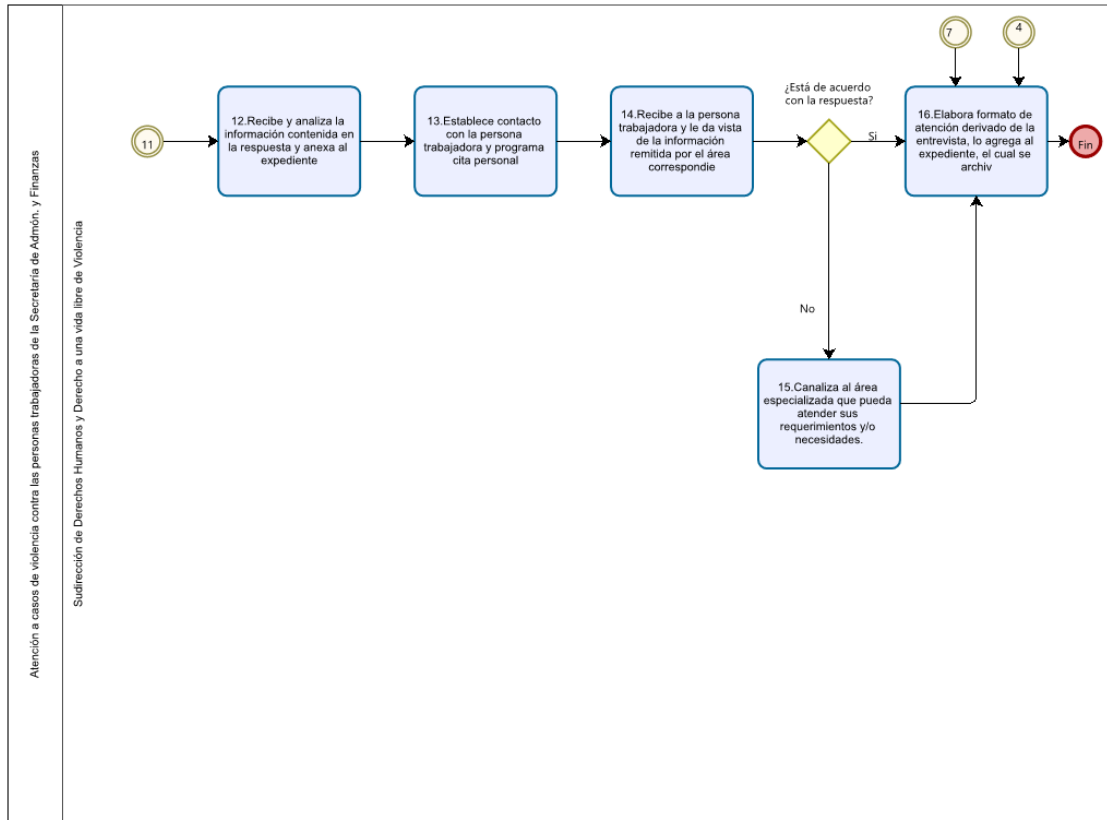 Atención a casos de violencia contra las personas trabajadoras de la Secretaría de Admón. y Finanzas
Sudirección de Derechos Humanos y Derecho a una vida libre de Violencia
11
12.Recibe y analiza la
información contenida en
la respuesta y anexa al
expediente
13.Establece contacto
con la persona
trabajadora y programa
cita personal
14.Recibe a la persona
trabajadora y le da vista
de la información
remitida por el área
correspondie
¿Está de acuerdo
con la respuesta?
Si
No
15.Canaliza al área
especializada que pueda
atender sus
requerimientos y/o
necesidades.
7
4
16.Elabora formato de
atención derivado de la
entrevista, lo agrega al
expediente, el cual se
archiv
Fin